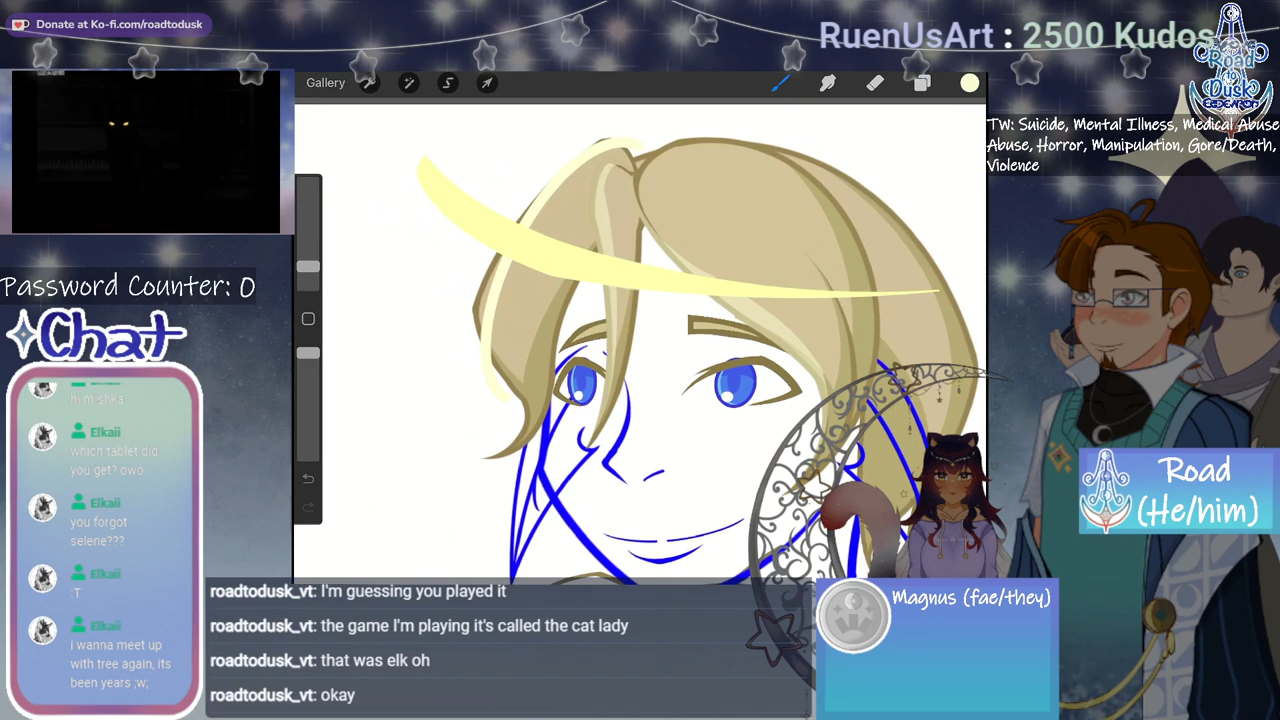 Donate at Ko-fi.com/roadtodusk
RuenUsArt : 2500 Kudos
Road
to
Dusk
Gallery
Tw: Suicide, Mental Illness, Medical Abuse
Abuse, Horror, Manipulation, Gore/Death,
Violence
Password Counter: 0
Chat
hi mishka
Elkaii
which tablet did
you get? owo
Elkaii
you forgot
selene???
Elkaii
:T
Elkaii
i wanna meet up
with tree again, its
been years ;w;
roadtodusk_vt: I'm guessing you played it
roadtodusk_vt: the game I'm playing it's called the cat lady
roadtodusk_vt: that was elk oh
roadtodusk_vt: okay
Road
(He/him)
Magnus (fae/they)